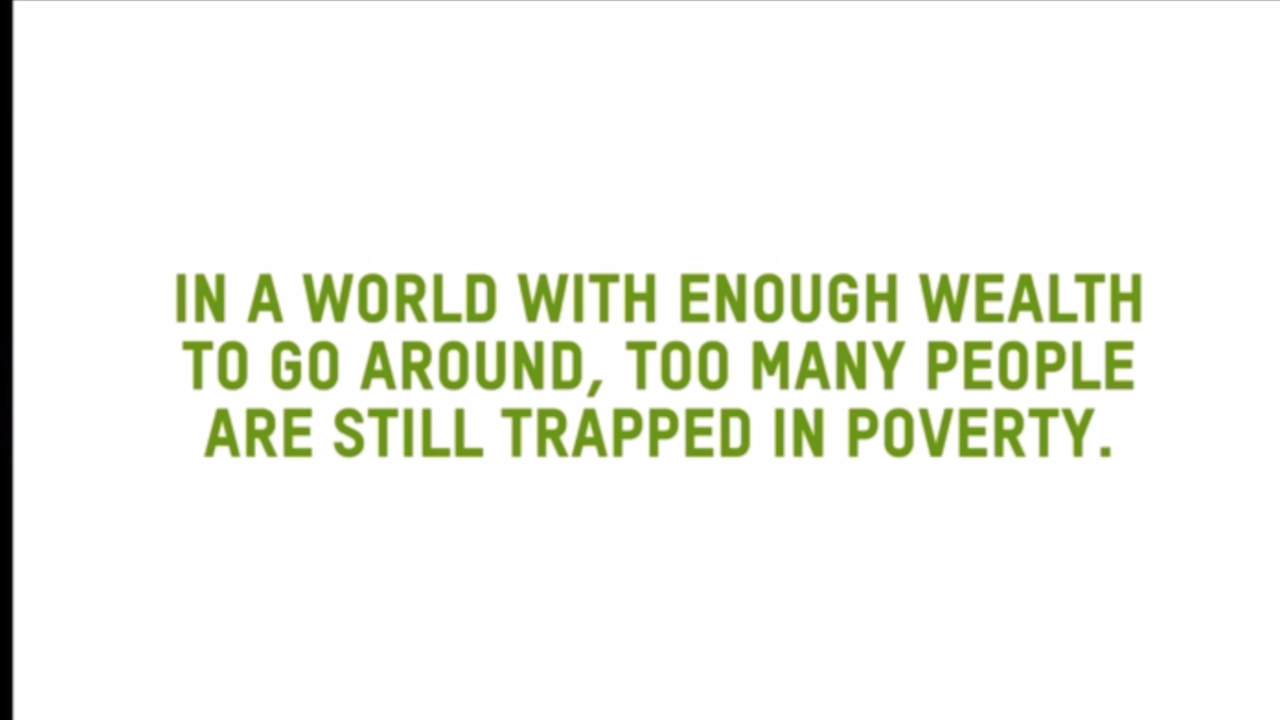 IN A WORLD WITH ENOUGH WEALTH
TO GO AROUND, TOO MANY PEOPLE
ARE STILL TRAPPED IN POVERTY.